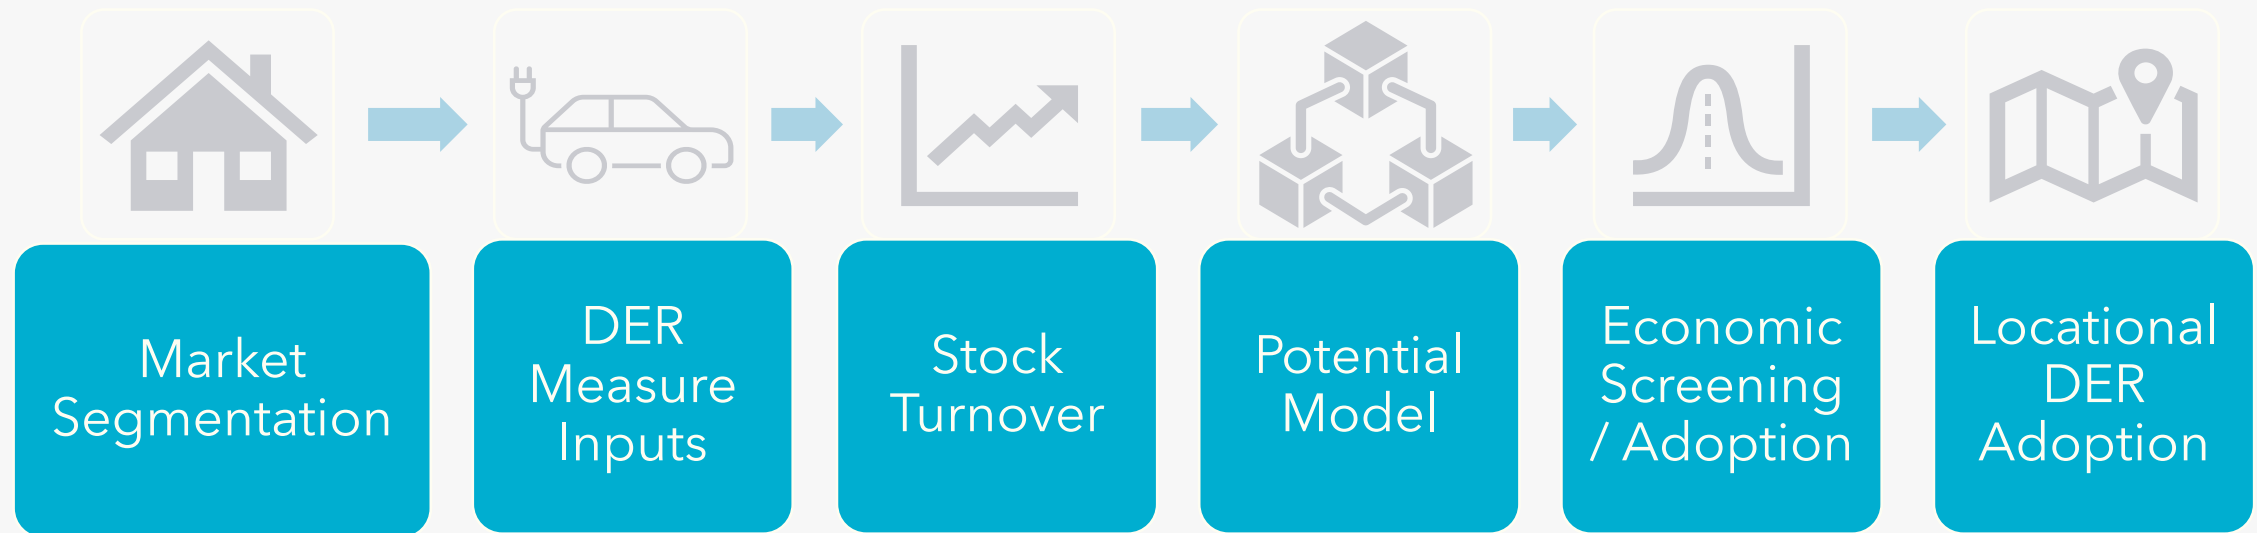 Market
Segmentation
DER
Measure
Inputs
Stock
Turnover
Potential
Model
Economic
Screening
/ Adoption
Locational
DER
Adoption